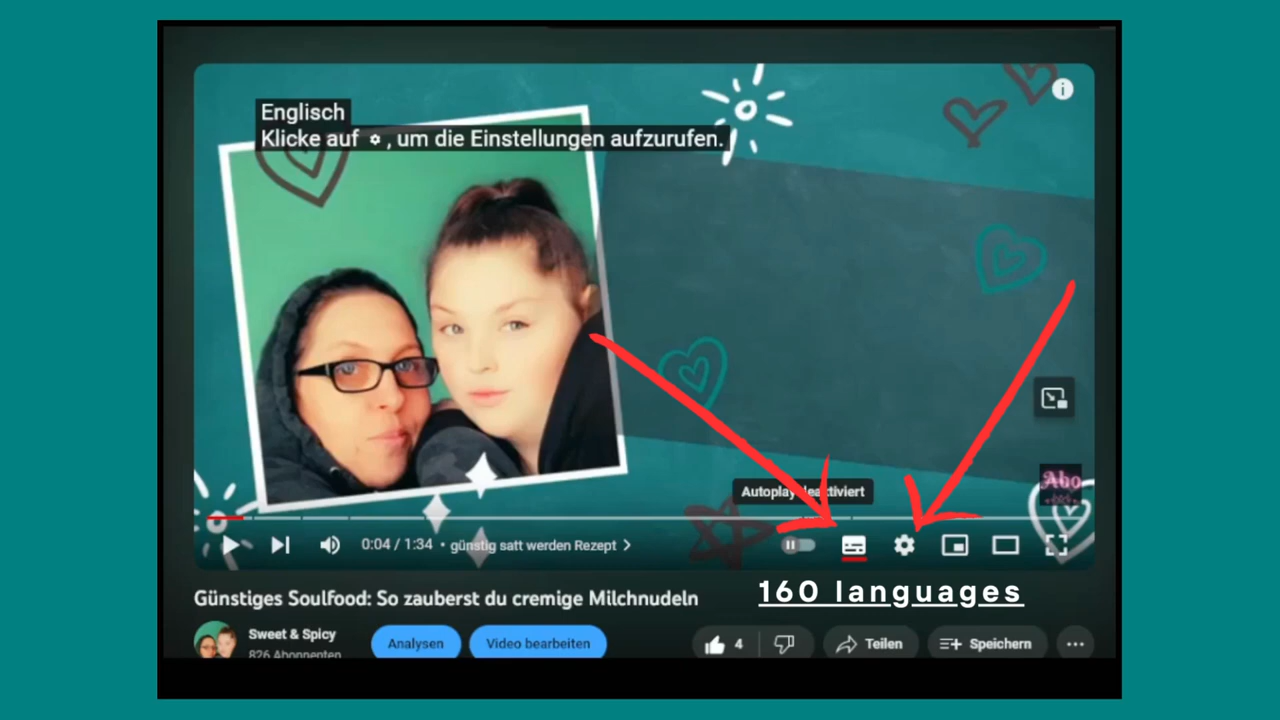 Englisch
Klicke auf ⚙, um die Einstellungen aufzurufen.
Abo
0:04 / 1:34 • günstig satt werden Rezept
160 languages
Günstiges Soulfood: So zauberst du cremige Milchnudeln
Sweet & Spicy
826 Abonnenten
Analysen
Video bearbeiten
4
Teilen
Speichern
Autoplay deaktiviert